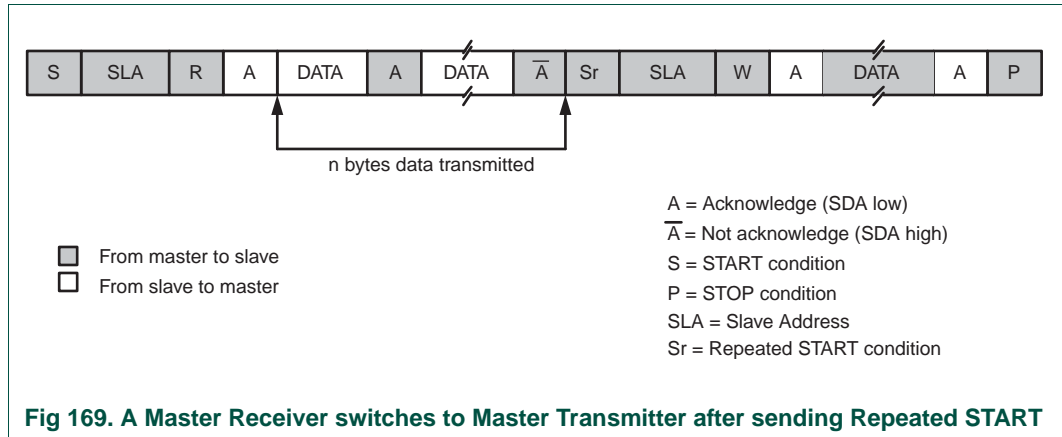 S SLA R A DATA A DATA A̅ Sr SLA W A DATA A P
n bytes data transmitted
From master to slave
From slave to master
A = Acknowledge (SDA low)
A̅ = Not acknowledge (SDA high)
S = START condition
P = STOP condition
SLA = Slave Address
Sr = Repeated START condition
Fig 169. A Master Receiver switches to Master Transmitter after sending Repeated START